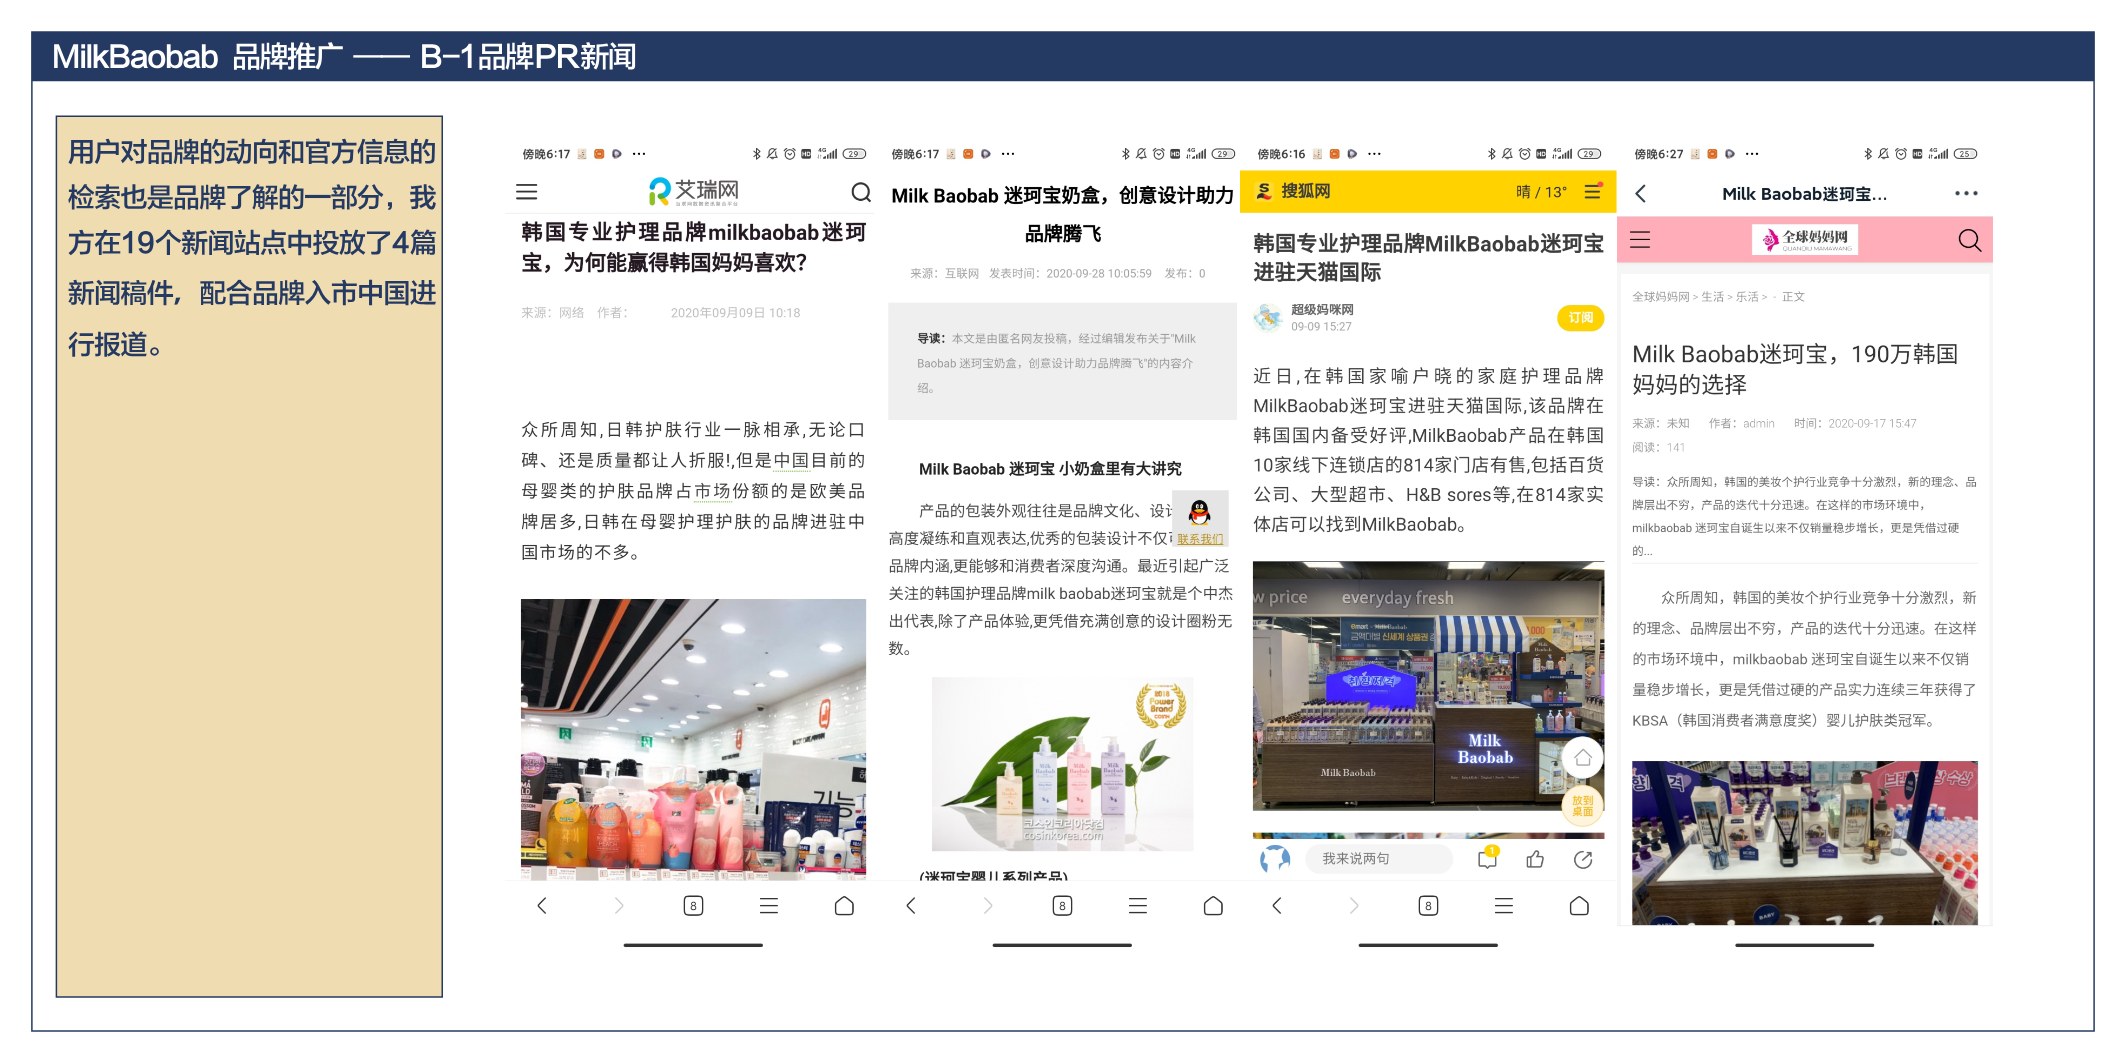 MilkBaobab 品牌推广 —— B-1品牌PR新闻
用户对品牌的动向和官方信息的
检索也是品牌了解的一部分，我
方在19个新闻站点中投放了4篇
新闻稿件，配合品牌入市中国进
行报道。
傍晚6:17
29
艾瑞网
韩国专业护理品牌milkbaobab迷珂
宝，为何能赢得韩国妈妈喜欢？
来源：网络 作者： 2020年09月09日 10:18
众所周知,日韩护肤行业一脉相承,无论口
碑、还是质量都让人折服!,但是中国目前的
母婴类的护肤品牌占市场份额的是欧美品
牌居多,日韩在母婴护理护肤的品牌进驻中
国市场的不多。
8
傍晚6:17
29
Milk Baobab 迷珂宝奶盒，创意设计助力
品牌腾飞
来源：互联网 发表时间：2020-09-28 10:05:59 发布：0
导读：本文是由匿名网友投稿，经过编辑发布关于"Milk
Baobab 迷珂宝奶盒，创意设计助力品牌腾飞"的内容介
绍。
Milk Baobab 迷珂宝 小奶盒里有大讲究
产品的包装外观往往是品牌文化、设
联系我们
高度凝练和直观表达,优秀的包装设计不仅
品牌内涵,更能够和消费者深度沟通。最近引起广泛
关注的韩国护理品牌milk baobab迷珂宝就是个中杰
出代表,除了产品体验,更凭借充满创意的设计圈粉无
数。
2018
Power
Brand
COSIN
Milk
Baobab
코스인코리아닷컴
cosinkorea.com
(迷珂宝婴儿系列产品)
8
傍晚6:16
29
搜狐网
晴 / 13°
韩国专业护理品牌MilkBaobab迷珂宝
进驻天猫国际
超级妈咪网
09-09 15:27
订阅
近日,在韩国家喻户晓的家庭护理品牌
MilkBaobab迷珂宝进驻天猫国际,该品牌在
韩国国内备受好评,MilkBaobab产品在韩国
10家线下连锁店的814家门店有售,包括百货
公司、大型超市、H&B sores等,在814家实
体店可以找到MilkBaobab。
w price everyday fresh
Milk
Baobab
Milk Baobab
放到
桌面
我来说两句
1
8
傍晚6:27
25
Milk Baobab迷珂宝...
全球妈妈网
QUANQIU MAMAWANG
全球妈妈网 > 生活 > 乐活 > · 正文
Milk Baobab迷珂宝，190万韩国
妈妈的选择
来源：未知 作者：admin 时间：2020-09-17 15:47
阅读：141
导读：众所周知，韩国的美妆个护行业竞争十分激烈，新的理念、品
牌层出不穷，产品的迭代十分迅速。在这样的市场环境中，
milkbaobab 迷珂宝自诞生以来不仅销量稳步增长，更是凭借过硬
的...
众所周知，韩国的美妆个护行业竞争十分激烈，新
的理念、品牌层出不穷，产品的迭代十分迅速。在这样
的市场环境中，milkbaobab 迷珂宝自诞生以来不仅销
量稳步增长，更是凭借过硬的产品实力连续三年获得了
KBSA（韩国消费者满意度奖）婴儿护肤类冠军。
BABY